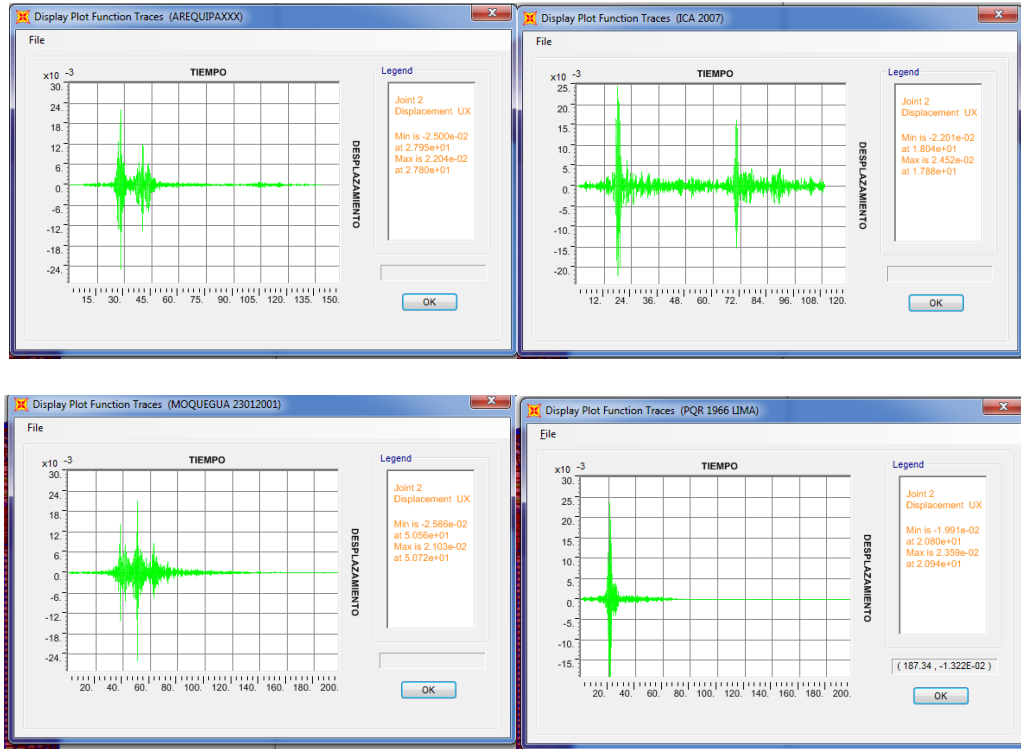 Display Plot Function Traces (AREQUIPAXXX)
File
x10 -3
TIEMPO
30.
24.
18.
12.
6.
0.
-6.
-12.
-18.
-24.
15. 30. 45. 60. 75. 90. 105. 120. 135. 150.
DESPLAZAMIENTO
Legend
Joint 2
Displacement UX
Min is -2.500e-02
at 2.795e+01
Max is 2.204e-02
at 2.780e+01
OK
Display Plot Function Traces (ICA 2007)
File
x10 -3
TIEMPO
25.
20.
15.
10.
5.
0.
-5.
-10.
-15.
-20.
12. 24. 36. 48. 60. 72. 84. 96. 108. 120.
DESPLAZAMIENTO
Legend
Joint 2
Displacement UX
Min is -2.201e-02
at 1.804e+01
Max is 2.452e-02
at 1.788e+01
OK
Display Plot Function Traces (MOQUEGUA 23012001)
File
x10 -3
TIEMPO
30.
24.
18.
12.
6.
0.
-6.
-12.
-18.
-24.
20. 40. 60. 80. 100. 120. 140. 160. 180. 200.
DESPLAZAMIENTO
Legend
Joint 2
Displacement UX
Min is -2.586e-02
at 5.056e+01
Max is 2.103e-02
at 5.072e+01
OK
Display Plot Function Traces (PQR 1966 LIMA)
File
x10 -3
TIEMPO
30.
25.
20.
15.
10.
5.
0.
-5.
-10.
-15.
20. 40. 60. 80. 100. 120. 140. 160. 180. 200.
DESPLAZAMIENTO
Legend
Joint 2
Displacement UX
Min is -1.991e-02
at 2.080e+01
Max is 2.359e-02
at 2.094e+01
( 187.34 , -1.322E-02 )
OK